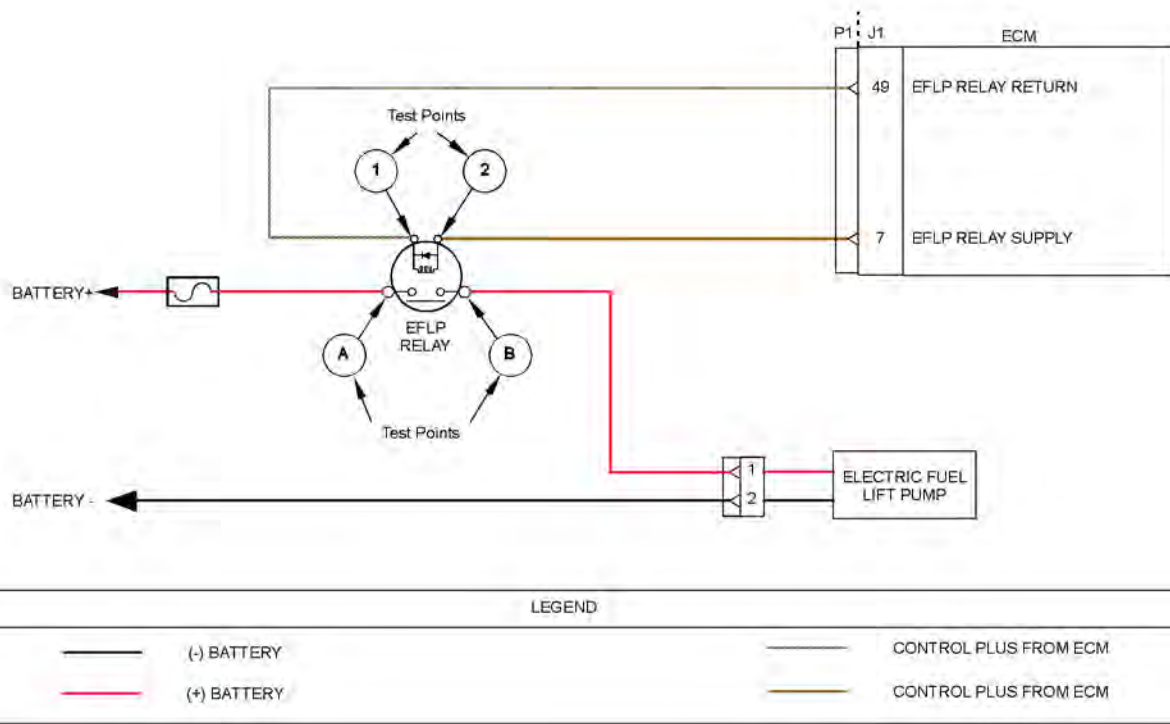 P1 J1
ECM
49 EFLP RELAY RETURN
Test Points
1 2
7 EFLP RELAY SUPPLY
BATTERY+
EFLP
RELAY
A B
Test Points
1
ELECTRIC FUEL
LIFT PUMP
2
BATTERY -
LEGEND
(-) BATTERY
CONTROL PLUS FROM ECM
(+) BATTERY
CONTROL PLUS FROM ECM